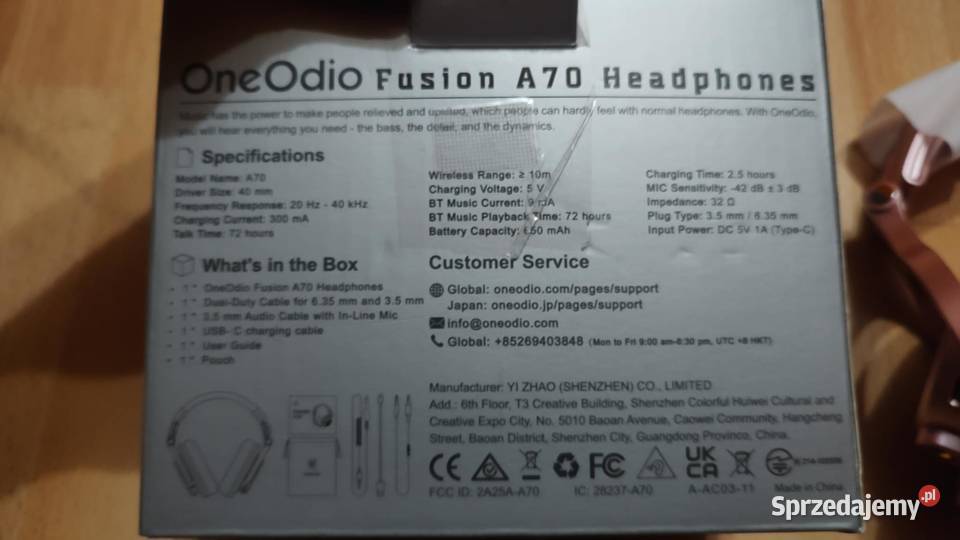 OneOdio Fusion A70 Headphones
Music has the power to make people relieved and uplifted, which people can hardly feel with normal headphones. With OneOdio,
you will hear everything you need - the bass, the detail, and the dynamics.
Specifications
Model Name: A70
Driver Size: 40 mm
Frequency Response: 20 Hz - 40 kHz
Charging Current: 300 mA
Talk Time: 72 hours
Wireless Range: ≥ 10m
Charging Voltage: 5 V
BT Music Current: 9 mA
BT Music Playback Time: 72 hours
Battery Capacity: mAh
Charging Time: 2.5 hours
MIC Sensitivity: -42 dB ± 3 dB
Impedance: 32 Ω
Plug Type: 3.5 mm / 6.35 mm
Input Power: DC 5V 1A (Type-C)
What's in the Box
- 1 * OneOdio Fusion A70 Headphones
- 1 * Dual-Duty Cable for 6.35 mm and 3.5 mm
- 1 * 3.5 mm Audio Cable with In-Line Mic
- 1 * USB-C charging cable
- 1 * User Guide
- 1 * Pouch
Customer Service
Global: oneodio.com/pages/support
Japan: oneodio.jp/pages/support
info@oneodio.com
Global: +85269403848 (Mon to Fri 9:00 am-6:30 pm, UTC +8 HKT)
Manufacturer: YI ZHAO (SHENZHEN) CO., LIMITED
Add.: 6th Floor, T3 Creative Building, Shenzhen Colorful Huiwei Cultural and
Creative Expo City, No. 5010 Baoan Avenue, Caowei Community, Hangcheng
Street, Baoan District, Shenzhen City, Guangdong Province, China.
CE FC UK CA
FCC ID: 2A25A-A70 IC: 28237-A70 A-AC03-11 Made in China
Sprzedajemy.pl